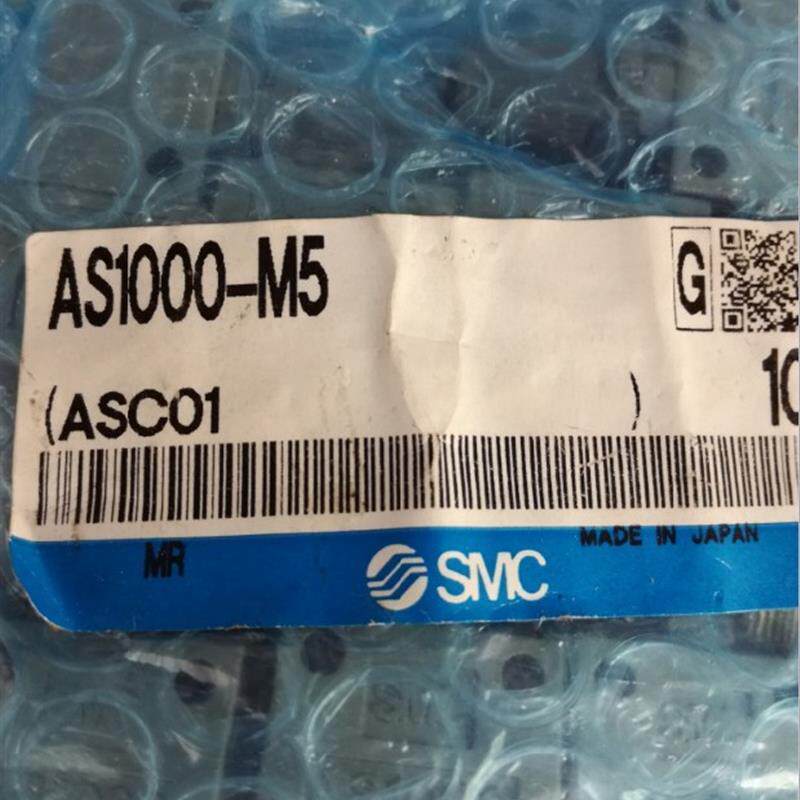 AS1000-M5
G
(ASC01 )
10
MADE IN JAPAN
MR
SMC